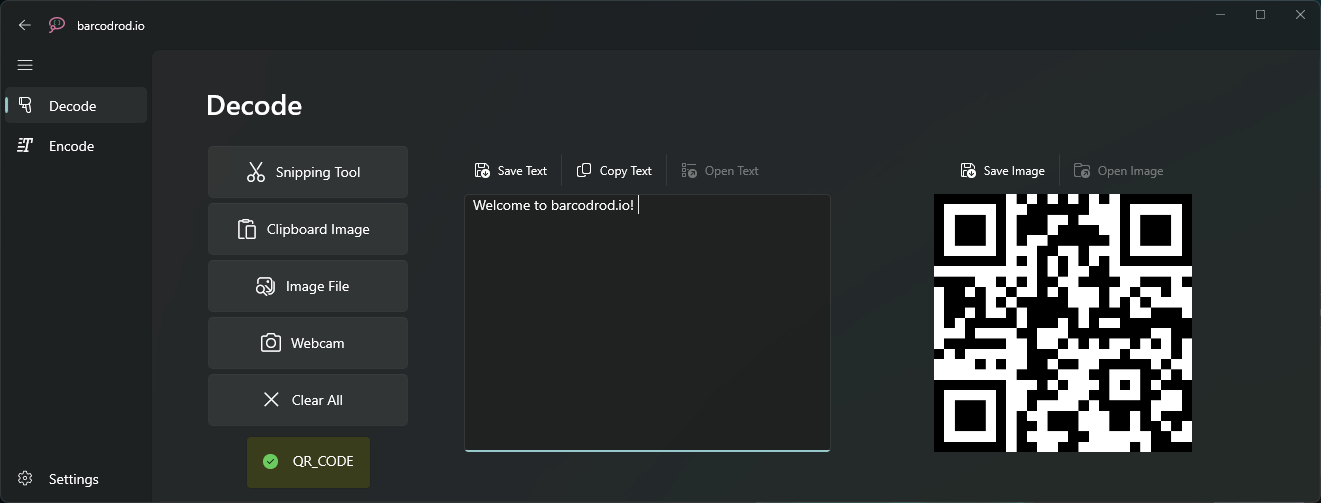 barcodrod.io
Decode
Encode
Settings
Decode
Snipping Tool
Clipboard Image
Image File
Webcam
Clear All
QR_CODE
Save Text Copy Text Open Text
Welcome to barcodrod.io!
Save Image Open Image